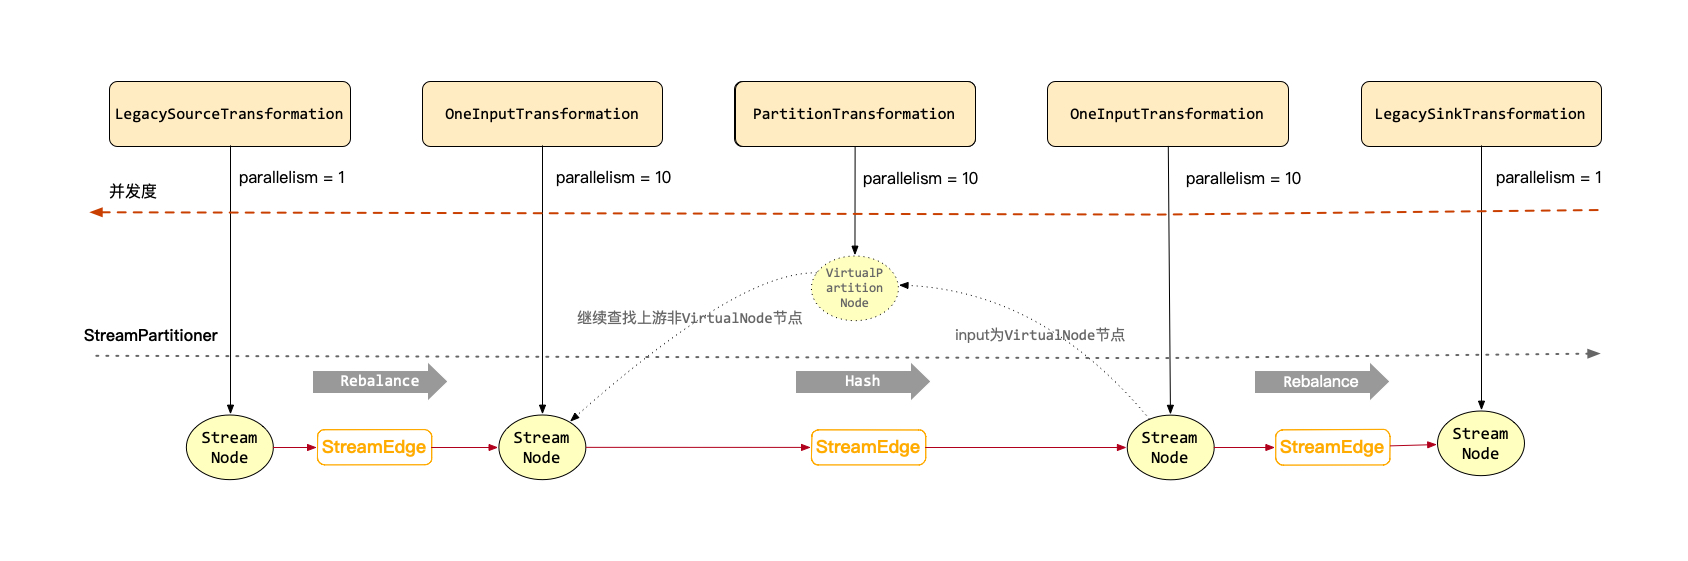 LegacySourceTransformation
OneInputTransformation
PartitionTransformation
OneInputTransformation
LegacySinkTransformation
parallelism = 1
parallelism = 10
parallelism = 10
parallelism = 10
parallelism = 1
并发度
VirtualP
artition
Node
继续查找上游非VirtualNode节点
input为VirtualNode节点
StreamPartitioner
Rebalance
Hash
Rebalance
Stream
Node
StreamEdge
Stream
Node
StreamEdge
Stream
Node
StreamEdge
Stream
Node